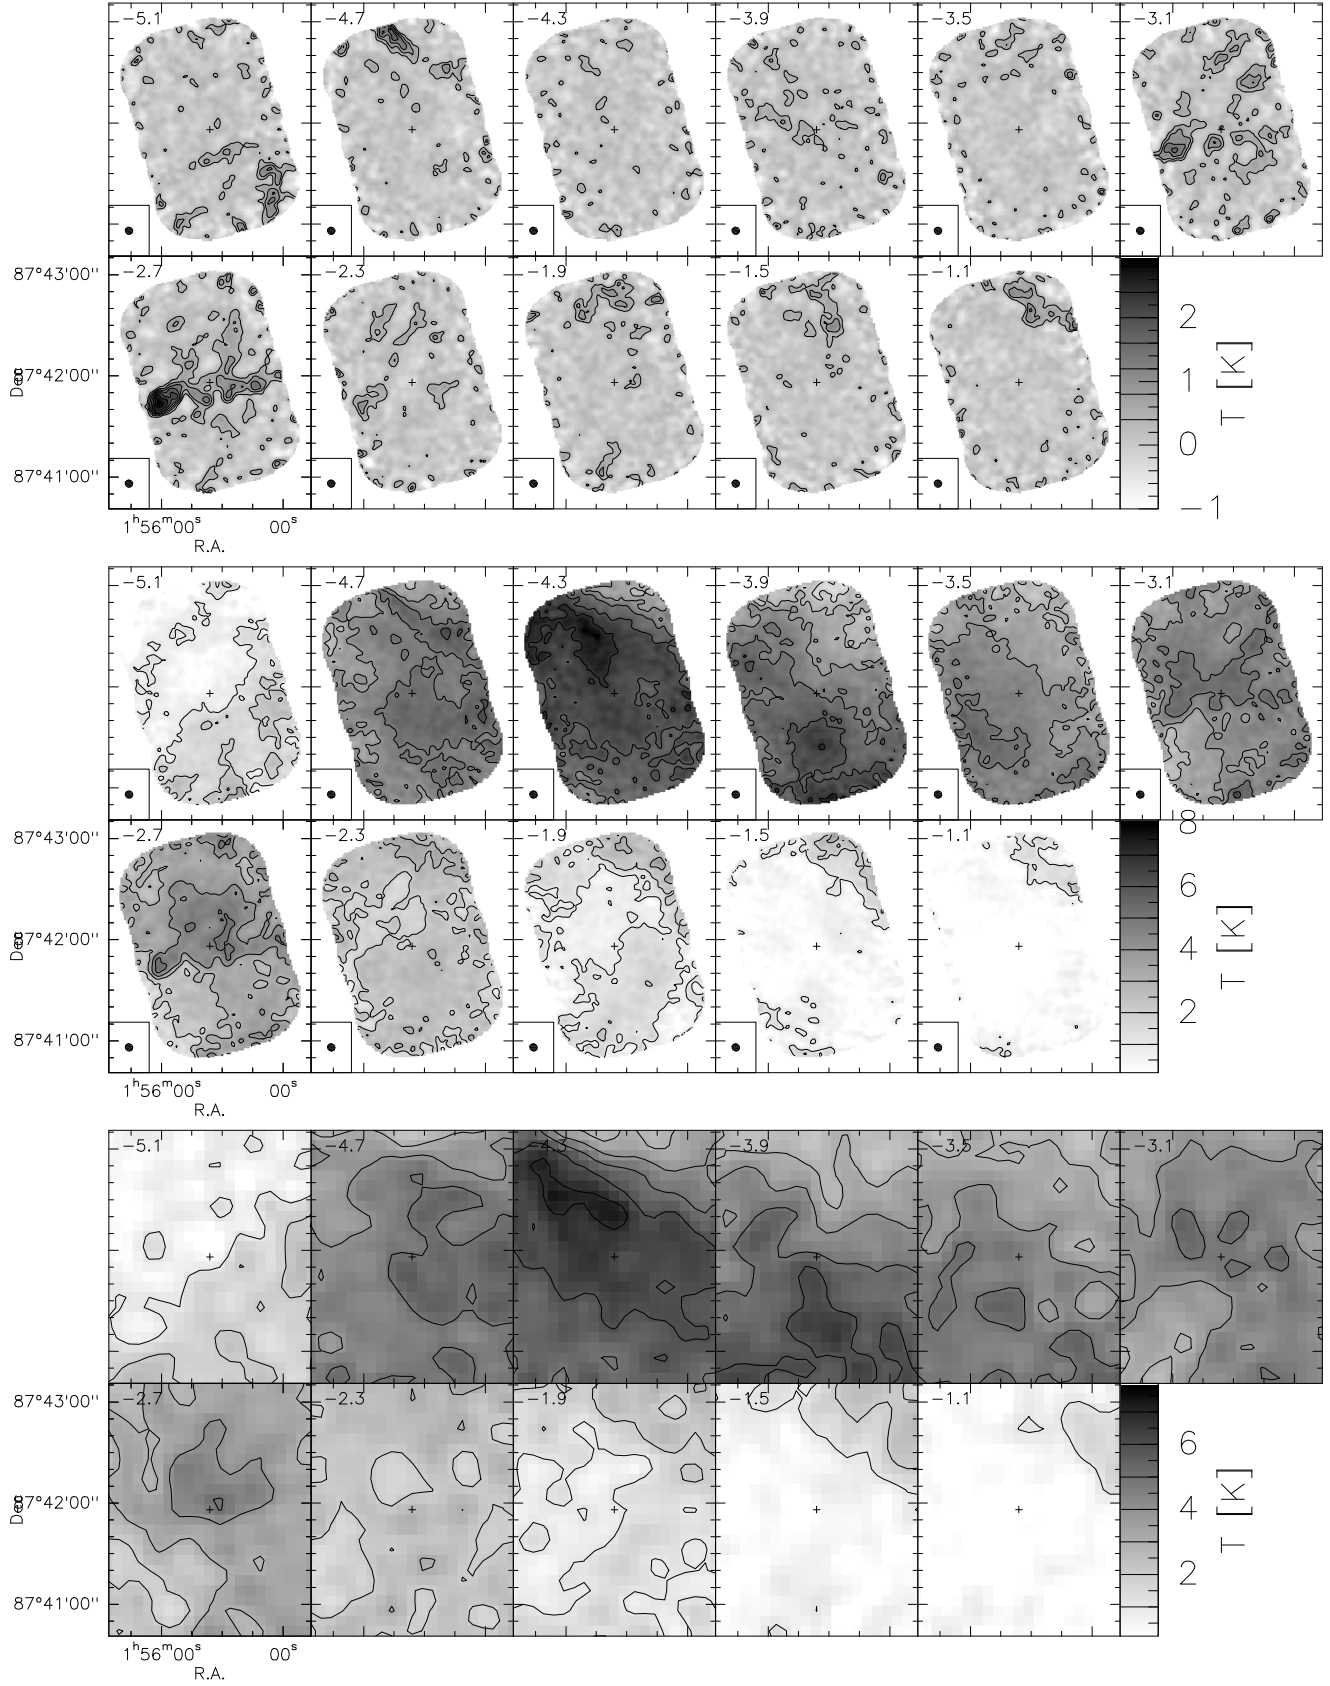 −5.1 −4.7 −4.3 −3.9 −3.5 −3.1
87°43'00" −2.7 −2.3 −1.9 −1.5 −1.1
2
87°42'00" 1
Dec T [K]
0
87°41'00"
−1
1ʰ56ᵐ00ˢ 00ˢ
R.A.
−5.1 −4.7 −4.3 −3.9 −3.5 −3.1
87°43'00" −2.7 −2.3 −1.9 −1.5 −1.1 8
6
87°42'00" 4
Dec T [K]
2
87°41'00"
1ʰ56ᵐ00ˢ 00ˢ
R.A.
−5.1 −4.7 −4.3 −3.9 −3.5 −3.1
87°43'00" −2.7 −2.3 −1.9 −1.5 −1.1
6
87°42'00" 4
Dec T [K]
2
87°41'00"
1ʰ56ᵐ00ˢ 00ˢ
R.A.